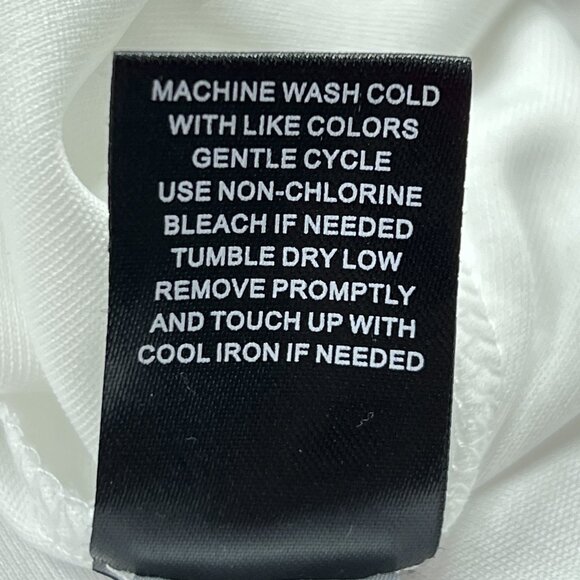 MACHINE WASH COLD
WITH LIKE COLORS
GENTLE CYCLE
USE NON-CHLORINE
BLEACH IF NEEDED
TUMBLE DRY LOW
REMOVE PROMPTLY
AND TOUCH UP WITH
COOL IRON IF NEEDED